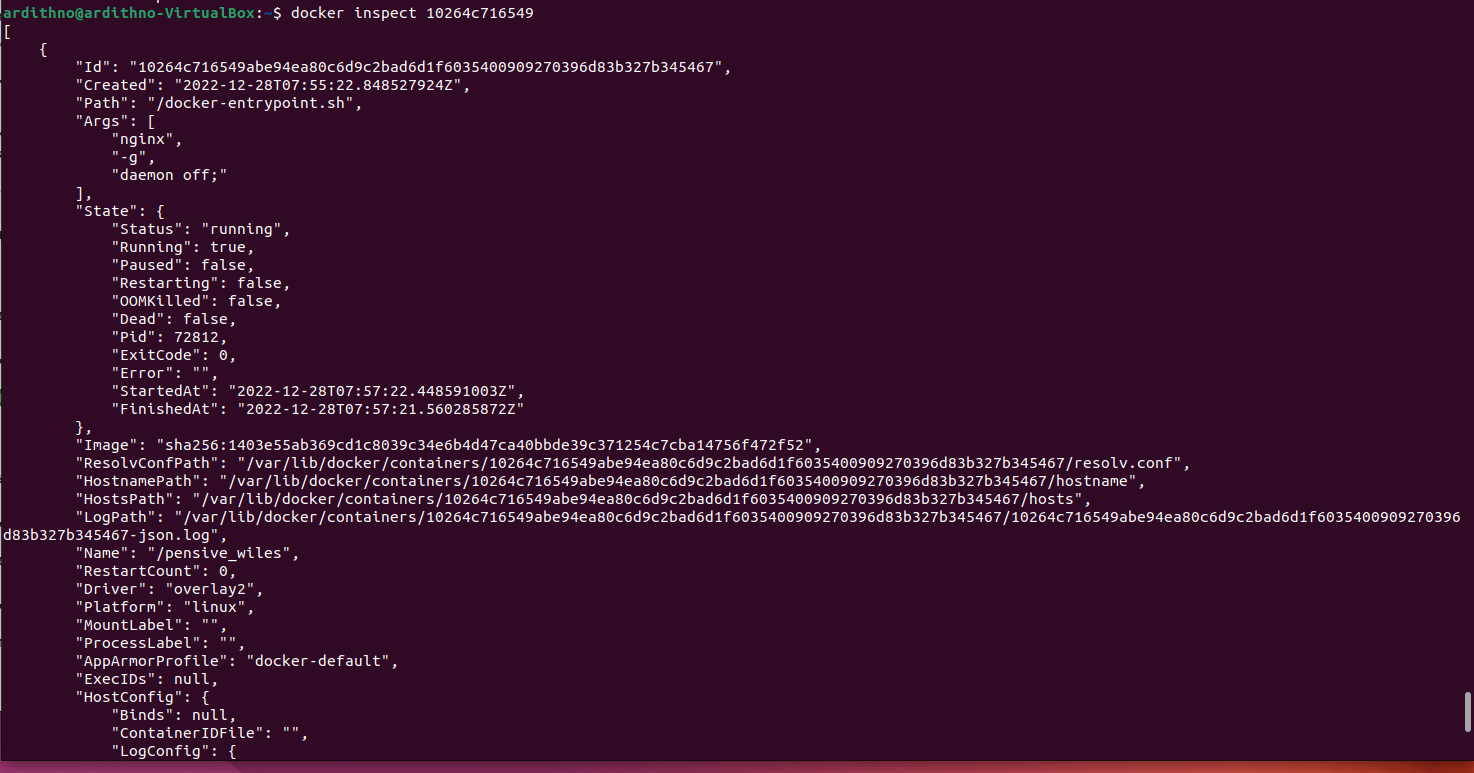 ardithno@ardithno-VirtualBox:~$ docker inspect 10264c716549
[
    {
        "Id": "10264c716549abe94ea80c6d9c2bad6d1f6035400909270396d83b327b345467",
        "Created": "2022-12-28T07:55:22.848527924Z",
        "Path": "/docker-entrypoint.sh",
        "Args": [
            "nginx",
            "-g",
            "daemon off;"
        ],
        "State": {
            "Status": "running",
            "Running": true,
            "Paused": false,
            "Restarting": false,
            "OOMKilled": false,
            "Dead": false,
            "Pid": 72812,
            "ExitCode": 0,
            "Error": "",
            "StartedAt": "2022-12-28T07:57:22.448591003Z",
            "FinishedAt": "2022-12-28T07:57:21.560285872Z"
        },
        "Image": "sha256:1403e55ab369cd1c8039c34e6b4d47ca40bbde39c371254c7cba14756f472f52",
        "ResolvConfPath": "/var/lib/docker/containers/10264c716549abe94ea80c6d9c2bad6d1f6035400909270396d83b327b345467/resolv.conf",
        "HostnamePath": "/var/lib/docker/containers/10264c716549abe94ea80c6d9c2bad6d1f6035400909270396d83b327b345467/hostname",
        "HostsPath": "/var/lib/docker/containers/10264c716549abe94ea80c6d9c2bad6d1f6035400909270396d83b327b345467/hosts",
        "LogPath": "/var/lib/docker/containers/10264c716549abe94ea80c6d9c2bad6d1f6035400909270396d83b327b345467/10264c716549abe94ea80c6d9c2bad6d1f6035400909270396
d83b327b345467-json.log",
        "Name": "/pensive_wiles",
        "RestartCount": 0,
        "Driver": "overlay2",
        "Platform": "linux",
        "MountLabel": "",
        "ProcessLabel": "",
        "AppArmorProfile": "docker-default",
        "ExecIDs": null,
        "HostConfig": {
            "Binds": null,
            "ContainerIDFile": "",
            "LogConfig": {